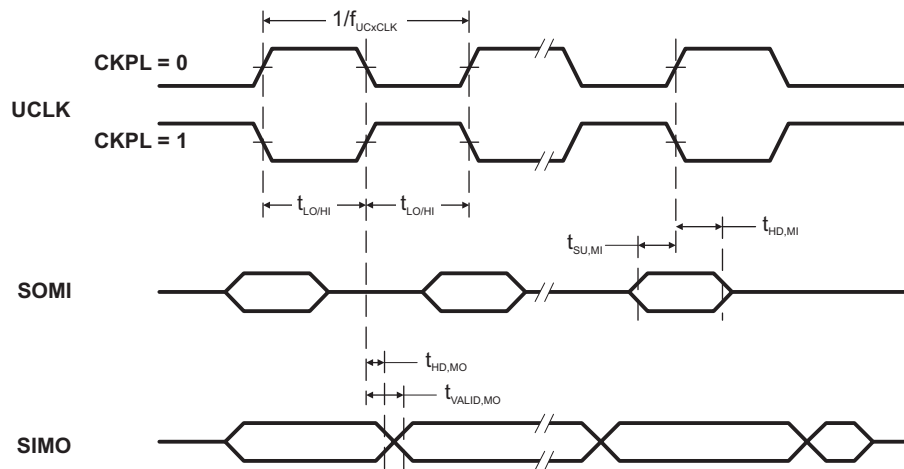 1/fUCxCLK
CKPL = 0
UCLK
CKPL = 1
tLO/HI tLO/HI
tSU,MI tHD,MI
SOMI
tHD,MO
tVALID,MO
SIMO